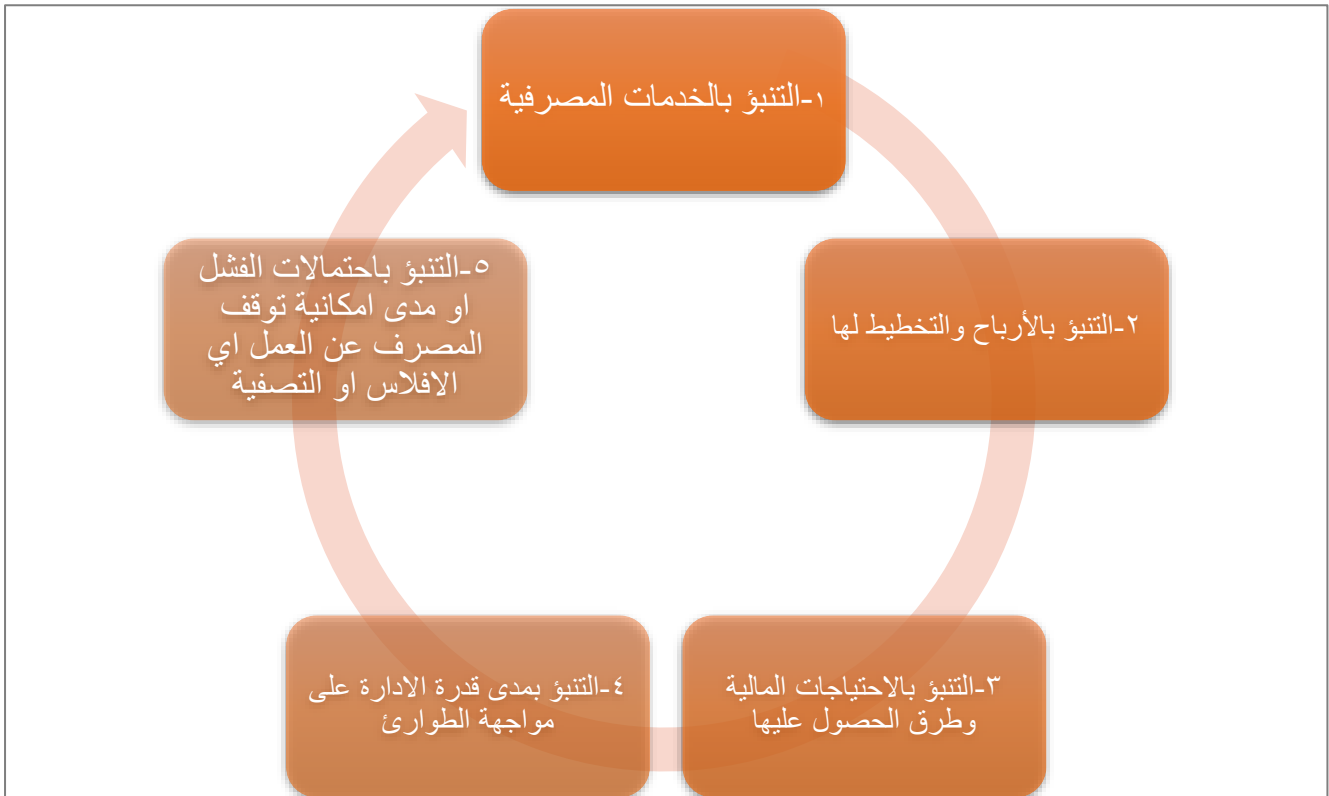 ١-التنبؤ بالخدمات المصرفية
٢-التنبؤ بالأرباح والتخطيط لها
٣-التنبؤ بالاحتياجات المالية
وطرق الحصول عليها
٤-التنبؤ بمدى قدرة الادارة على
مواجهة الطوارئ
٥-التنبؤ باحتمالات الفشل
او مدى امكانية توقف
المصرف عن العمل اي
الافلاس او التصفية